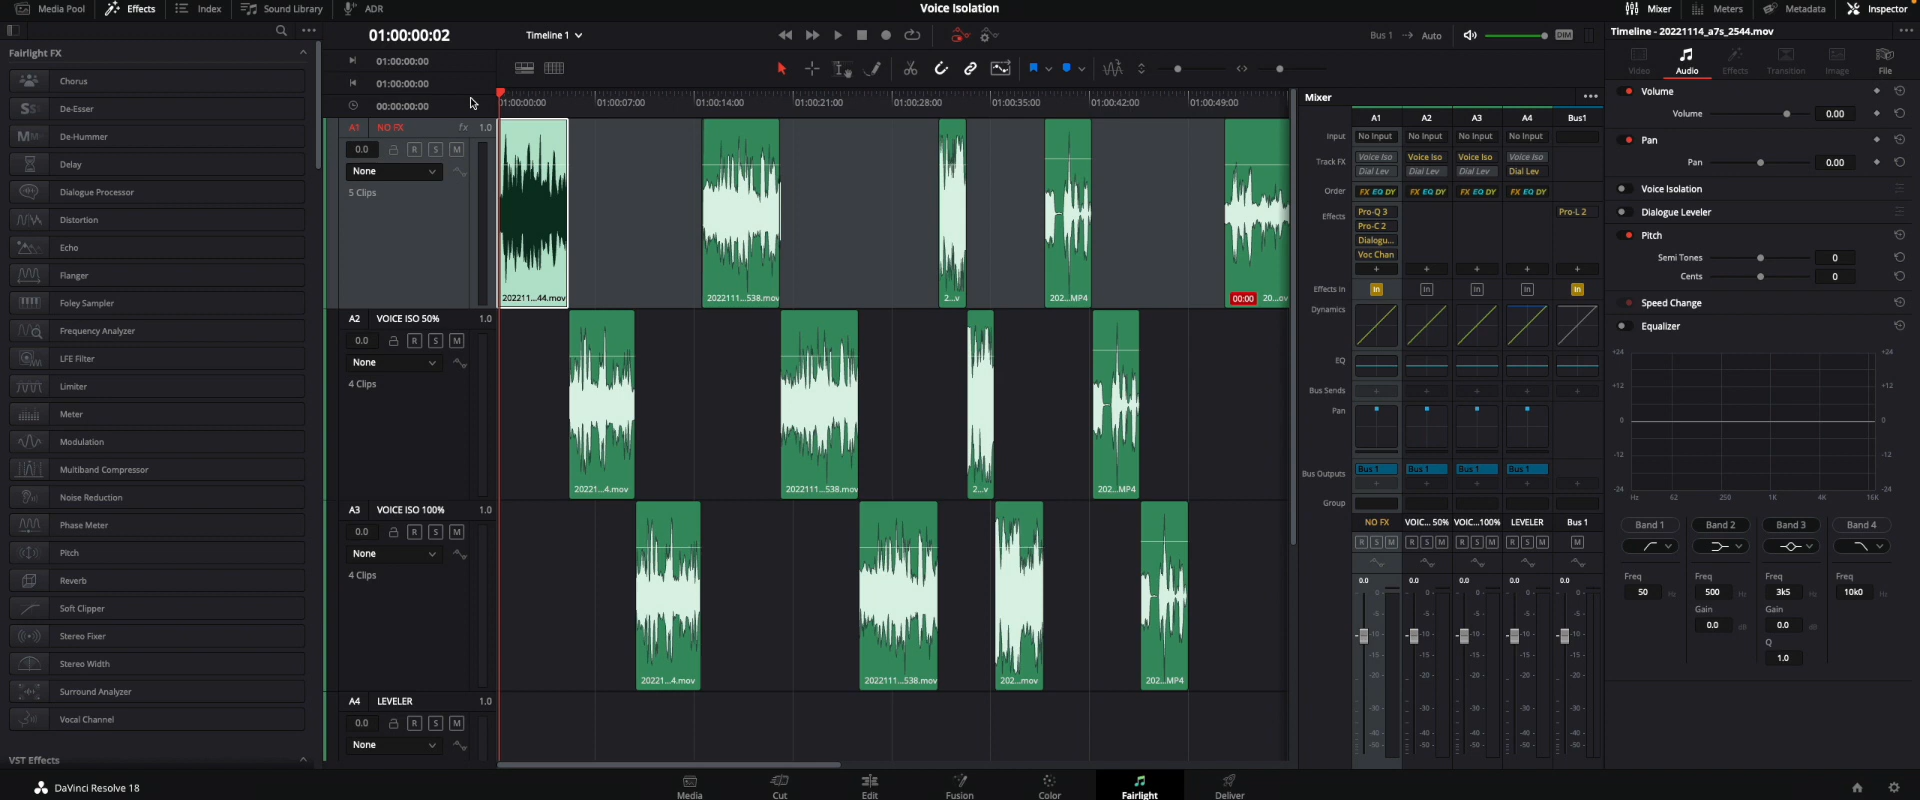 Media Pool Effects Index Sound Library ADR Voice Isolation Mixer Meters Metadata Inspector
01:00:00:02 Timeline 1 Bus 1 Auto DIM Timeline - 20221114_a7s_2544.mov
Fairlight FX
Chorus
De-Esser
De-Hummer
Delay
Dialogue Processor
Distortion
Echo
Flanger
Foley Sampler
Frequency Analyzer
LFE Filter
Limiter
Meter
Modulation
Multiband Compressor
Noise Reduction
Phase Meter
Pitch
Reverb
Soft Clipper
Stereo Fixer
Stereo Width
Surround Analyzer
Vocal Channel
VST Effects
01:00:00:00
01:00:00:00
00:00:00:00
01:00:00:00 01:00:07:00 01:00:14:00 01:00:21:00 01:00:28:00 01:00:35:00 01:00:42:00 01:00:49:00
A1 NO FX fx 1.0
0.0 R S M
None
5 Clips
202211...44.mov 2022111...538.mov 2...v 202...MP4 00:00 20...ov
A2 VOICE ISO 50% 1.0
0.0 R S M
None
4 Clips
20221...4.mov 2022111...538.mov 2...v 202...MP4
A3 VOICE ISO 100% 1.0
0.0 R S M
None
4 Clips
20221...4.mov 2022111...538.mov 202...mov 202...MP4
A4 LEVELER 1.0
0.0 R S M
None
Mixer
A1 A2 A3 A4 Bus1
Input No Input No Input No Input No Input
Track FX Voice Iso Voice Iso Voice Iso Voice Iso
Dial Lev Dial Lev Dial Lev Dial Lev
Order FX EQ DY FX EQ DY FX EQ DY FX EQ DY
Effects Pro-Q 3 Pro-L 2
Pro-C 2
Dialogu...
Voc Chan
+ + + + +
Effects In In In In In In
Dynamics
EQ
Bus Sends + + + + +
Pan
Bus Outputs Bus 1 Bus 1 Bus 1 Bus 1
+ + + + +
Group
NO FX VOIC... 50% VOIC...100% LEVELER Bus 1
R S M R S M R S M R S M M
0.0 0.0 0.0 0.0 0.0
0 0 0 0 0
-5 -5 -5 -5 -5
-10 -10 -10 -10 -10
-15 -15 -15 -15 -15
-20 -20 -20 -20 -20
-30 -30 -30 -30 -30
-40 -40 -40 -40 -40
-50 -50 -50 -50 -50
Video Audio Effects Transition Image File
Volume
Volume 0.00
Pan
Pan 0.00
Voice Isolation
Dialogue Leveler
Pitch
Semi Tones 0
Cents 0
Speed Change
Equalizer
+24 +24
+12 +12
0 0
-12 -12
-24 -24
Hz 62 250 1K 4K 16K
Band 1 Band 2 Band 3 Band 4
Freq Freq Freq Freq
50 Hz 500 Hz 3k5 Hz 10k0 Hz
Gain Gain
0.0 dB 0.0 dB
Q
1.0
DaVinci Resolve 18 Media Cut Edit Fusion Color Fairlight Deliver